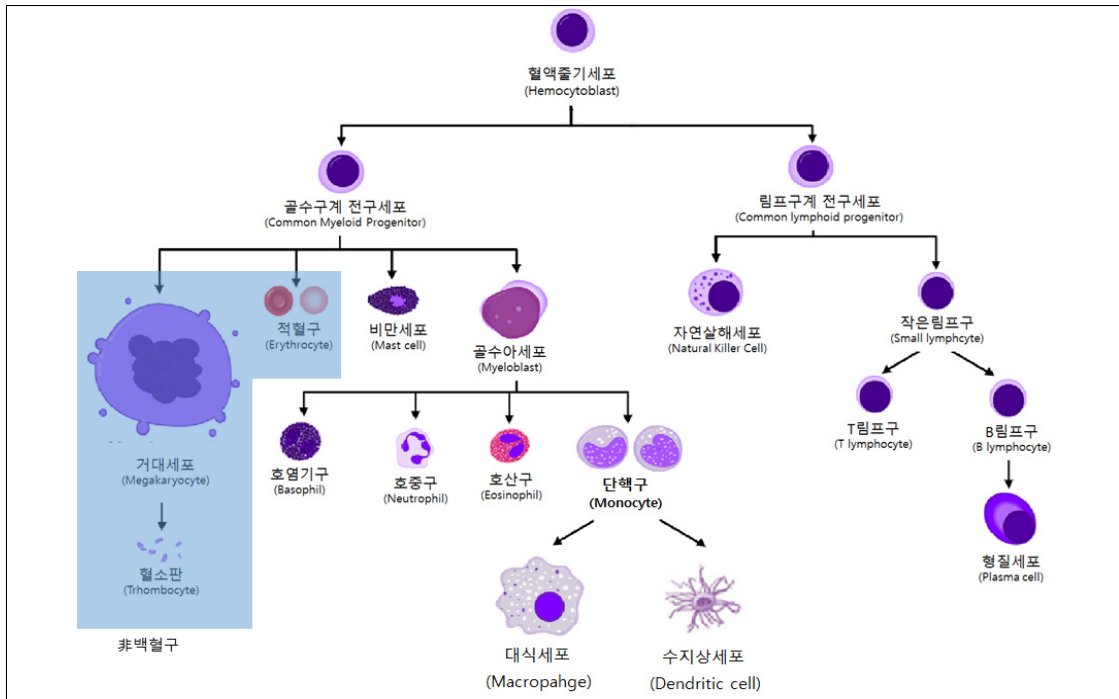 혈액줄기세포
(Hemocytoblast)
골수구계 전구세포
(Common Myeloid Progenitor)
림프구계 전구세포
(Common lymphoid progenitor)
적혈구
(Erythrocyte)
비만세포
(Mast cell)
골수아세포
(Myeloblast)
자연살해세포
(Natural Killer Cell)
작은림프구
(Small lymphcyte)
T림프구
(T lymphocyte)
B림프구
(B lymphocyte)
거대세포
(Megakaryocyte)
호염기구
(Basophil)
호중구
(Neutrophil)
호산구
(Eosinophil)
단핵구
(Monocyte)
혈소판
(Trhombocyte)
형질세포
(Plasma cell)
非백혈구
대식세포
(Macropahge)
수지상세포
(Dendritic cell)